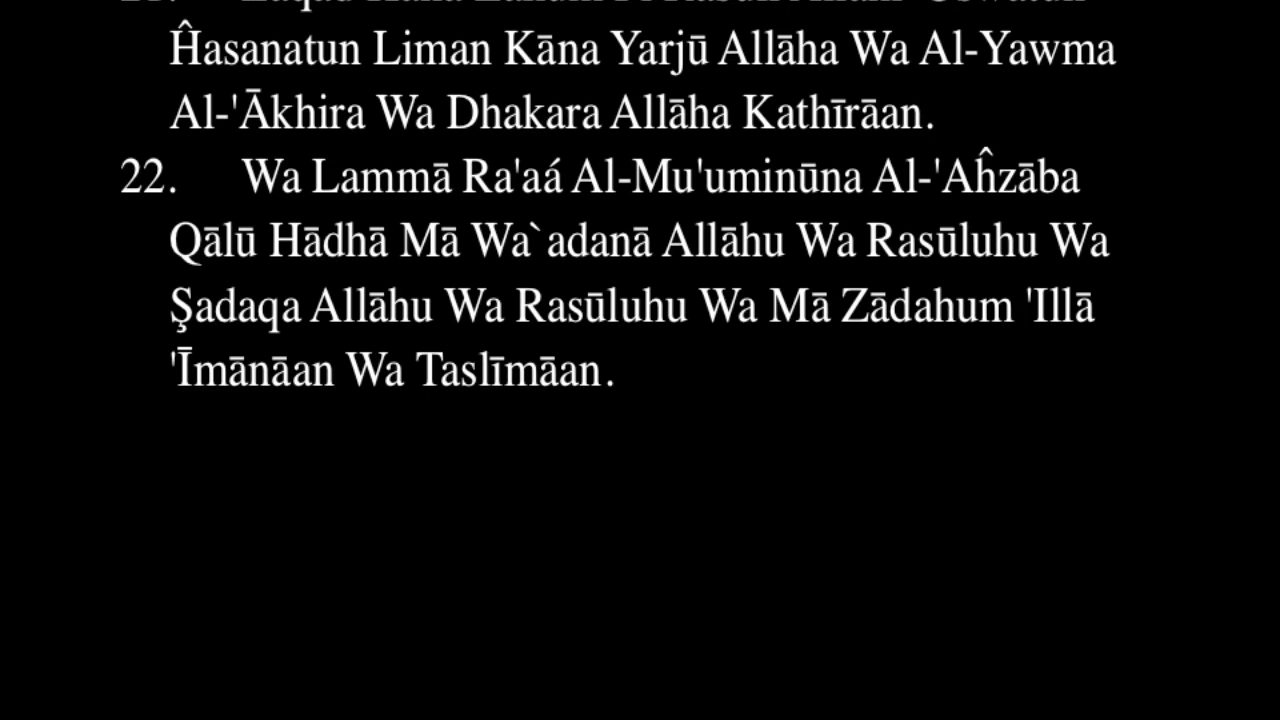 Ĥasanatun Liman Kāna Yarjū Allāha Wa Al-Yawma
Al-'Ākhira Wa Dhakara Allāha Kathīrāan.
22. Wa Lammā Ra'aá Al-Mu'uminūna Al-'Aĥzāba
Qālū Hādhā Mā Wa`adanā Allāhu Wa Rasūluhu Wa
Şadaqa Allāhu Wa Rasūluhu Wa Mā Zādahum 'Illā
'Īmānāan Wa Taslīmāan.